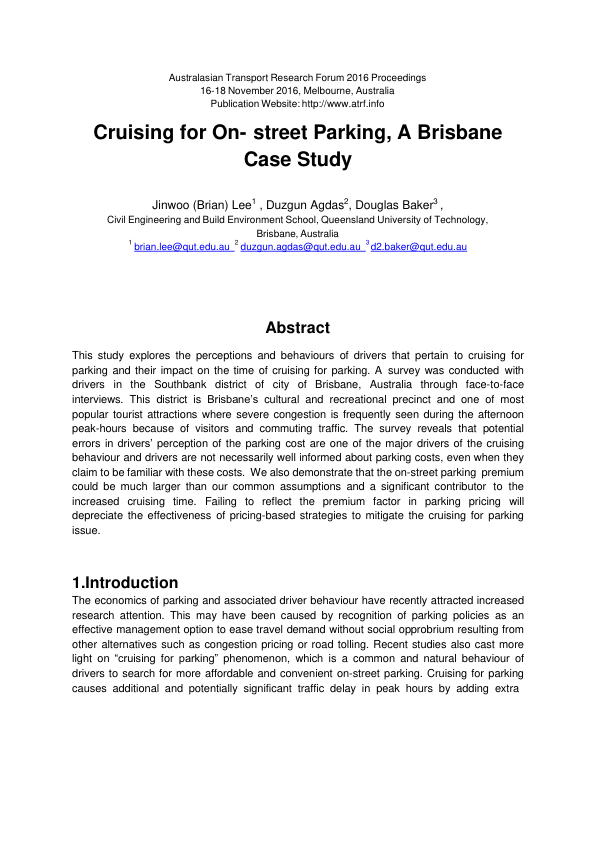 Australasian Transport Research Forum 2016 Proceedings
16-18 November 2016, Melbourne, Australia
Publication Website: http://www.atrf.info
Cruising for On- street Parking, A Brisbane
Case Study
Jinwoo (Brian) Lee1 , Duzgun Agdas2, Douglas Baker3 ,
Civil Engineering and Build Environment School, Queensland University of Technology,
Brisbane, Australia
1 brian.lee@qut.edu.au 2 duzgun.agdas@qut.edu.au 3 d2.baker@qut.edu.au
Abstract
This study explores the perceptions and behaviours of drivers that pertain to cruising for
parking and their impact on the time of cruising for parking. A survey was conducted with
drivers in the Southbank district of city of Brisbane, Australia through face-to-face
interviews. This district is Brisbane's cultural and recreational precinct and one of most
popular tourist attractions where severe congestion is frequently seen during the afternoon
peak-hours because of visitors and commuting traffic. The survey reveals that potential
errors in drivers' perception of the parking cost are one of the major drivers of the cruising
behaviour and drivers are not necessarily well informed about parking costs, even when they
claim to be familiar with these costs. We also demonstrate that the on-street parking premium
could be much larger than our common assumptions and a significant contributor to the
increased cruising time. Failing to reflect the premium factor in parking pricing will
depreciate the effectiveness of pricing-based strategies to mitigate the cruising for parking
issue.
1.Introduction
The economics of parking and associated driver behaviour have recently attracted increased
research attention. This may have been caused by recognition of parking policies as an
effective management option to ease travel demand without social opprobrium resulting from
other alternatives such as congestion pricing or road tolling. Recent studies also cast more
light on “cruising for parking” phenomenon, which is a common and natural behaviour of
drivers to search for more affordable and convenient on-street parking. Cruising for parking
causes additional and potentially significant traffic delay in peak hours by adding extra